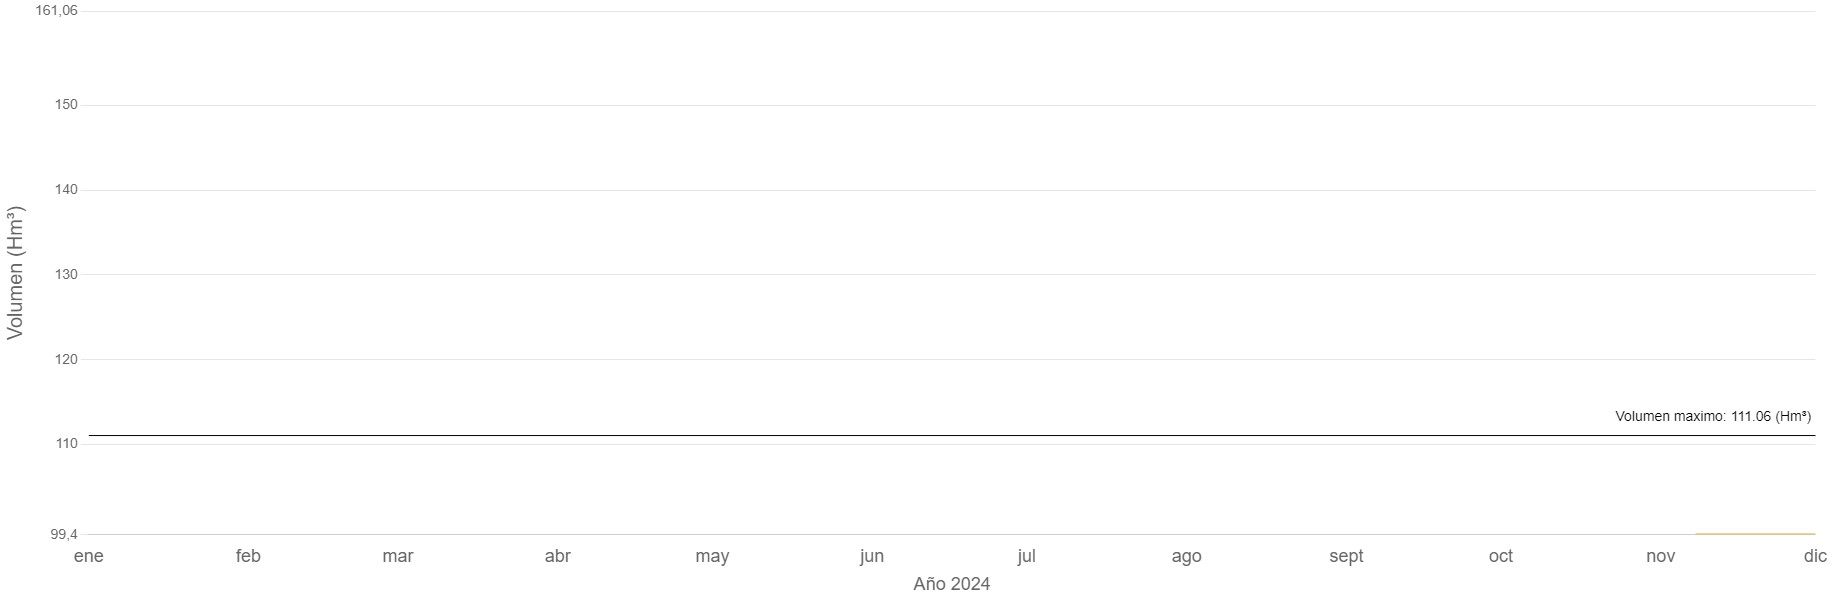 161,06
150
140
130
120
110
99,4
Volumen (Hm³)
Volumen maximo: 111.06 (Hm³)
ene feb mar abr may jun jul ago sept oct nov dic
Año 2024